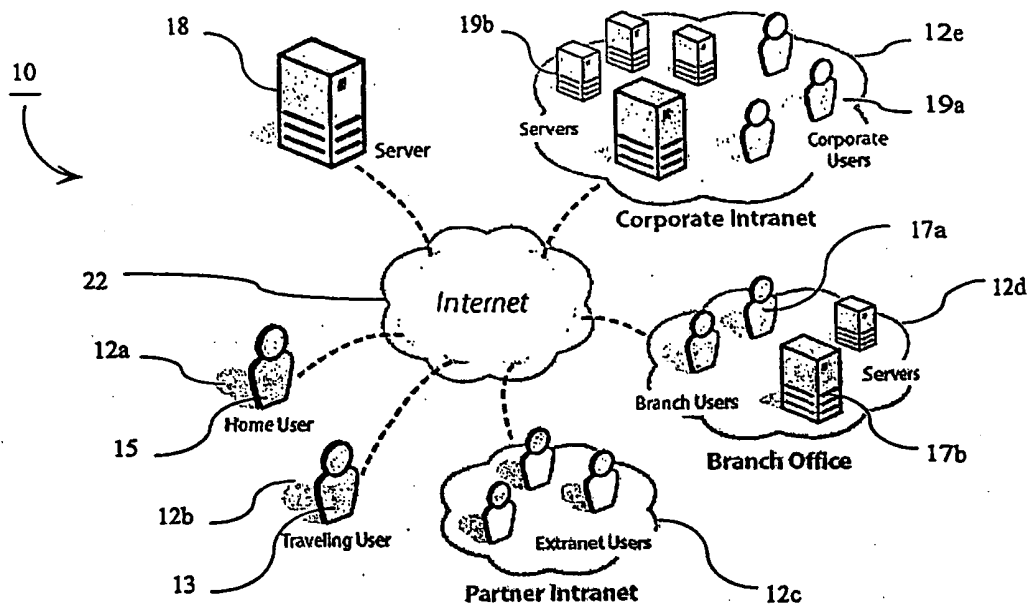 18
19b
12e
10
19a
Servers
Server
Corporate
Users
Corporate Intranet
17a
22
Internet
12d
12a
Servers
Branch Users
Home User
15
Branch Office
17b
12b
Traveling User
Extranet Users
13
Partner Intranet
12c